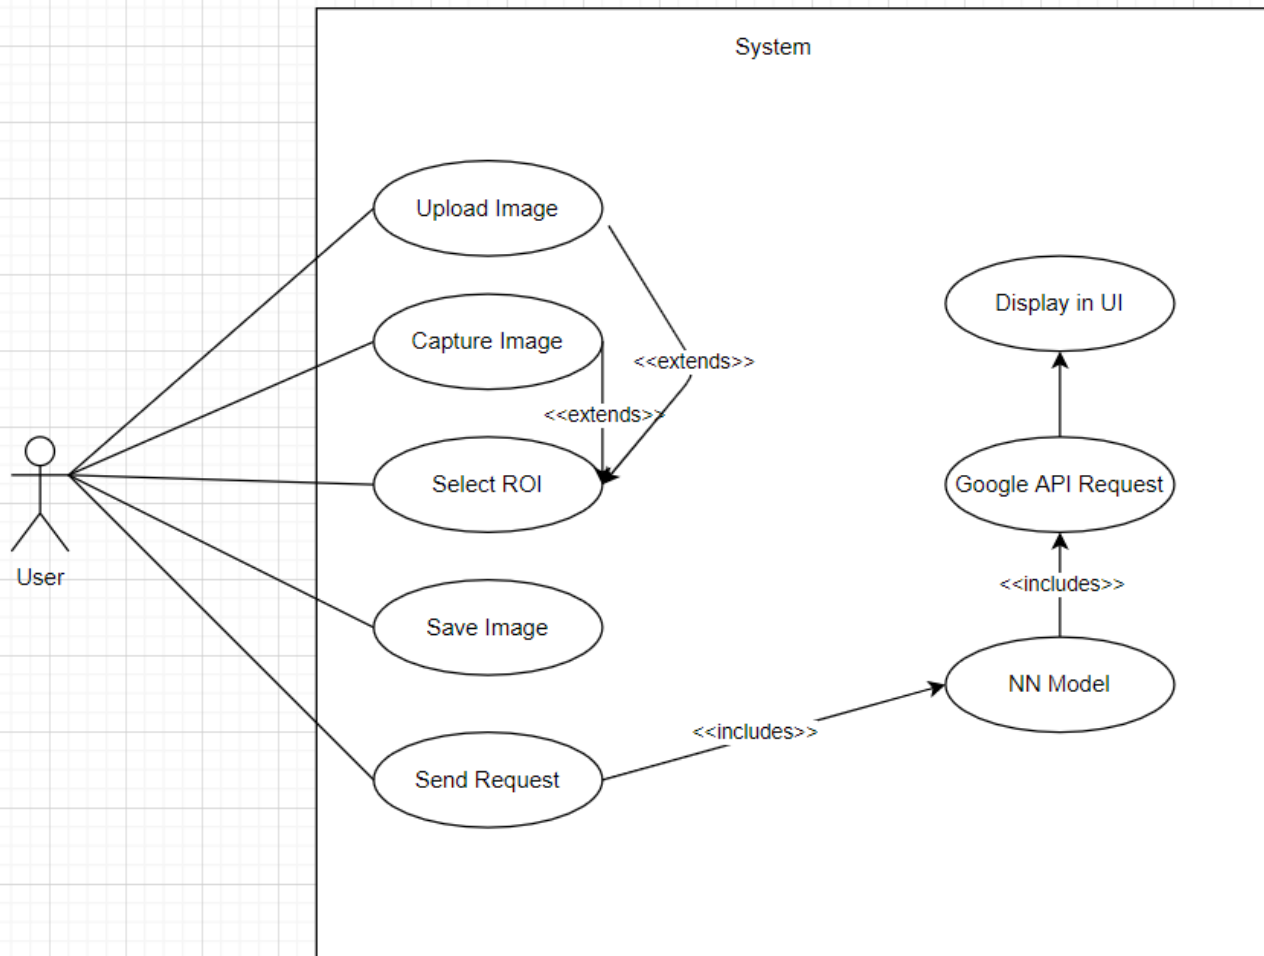 System
Upload Image
Display in UI
Capture Image
<<extends>>
<<extends>>
Select ROI
Google API Request
User
<<includes>>
Save Image
NN Model
<<includes>>
Send Request